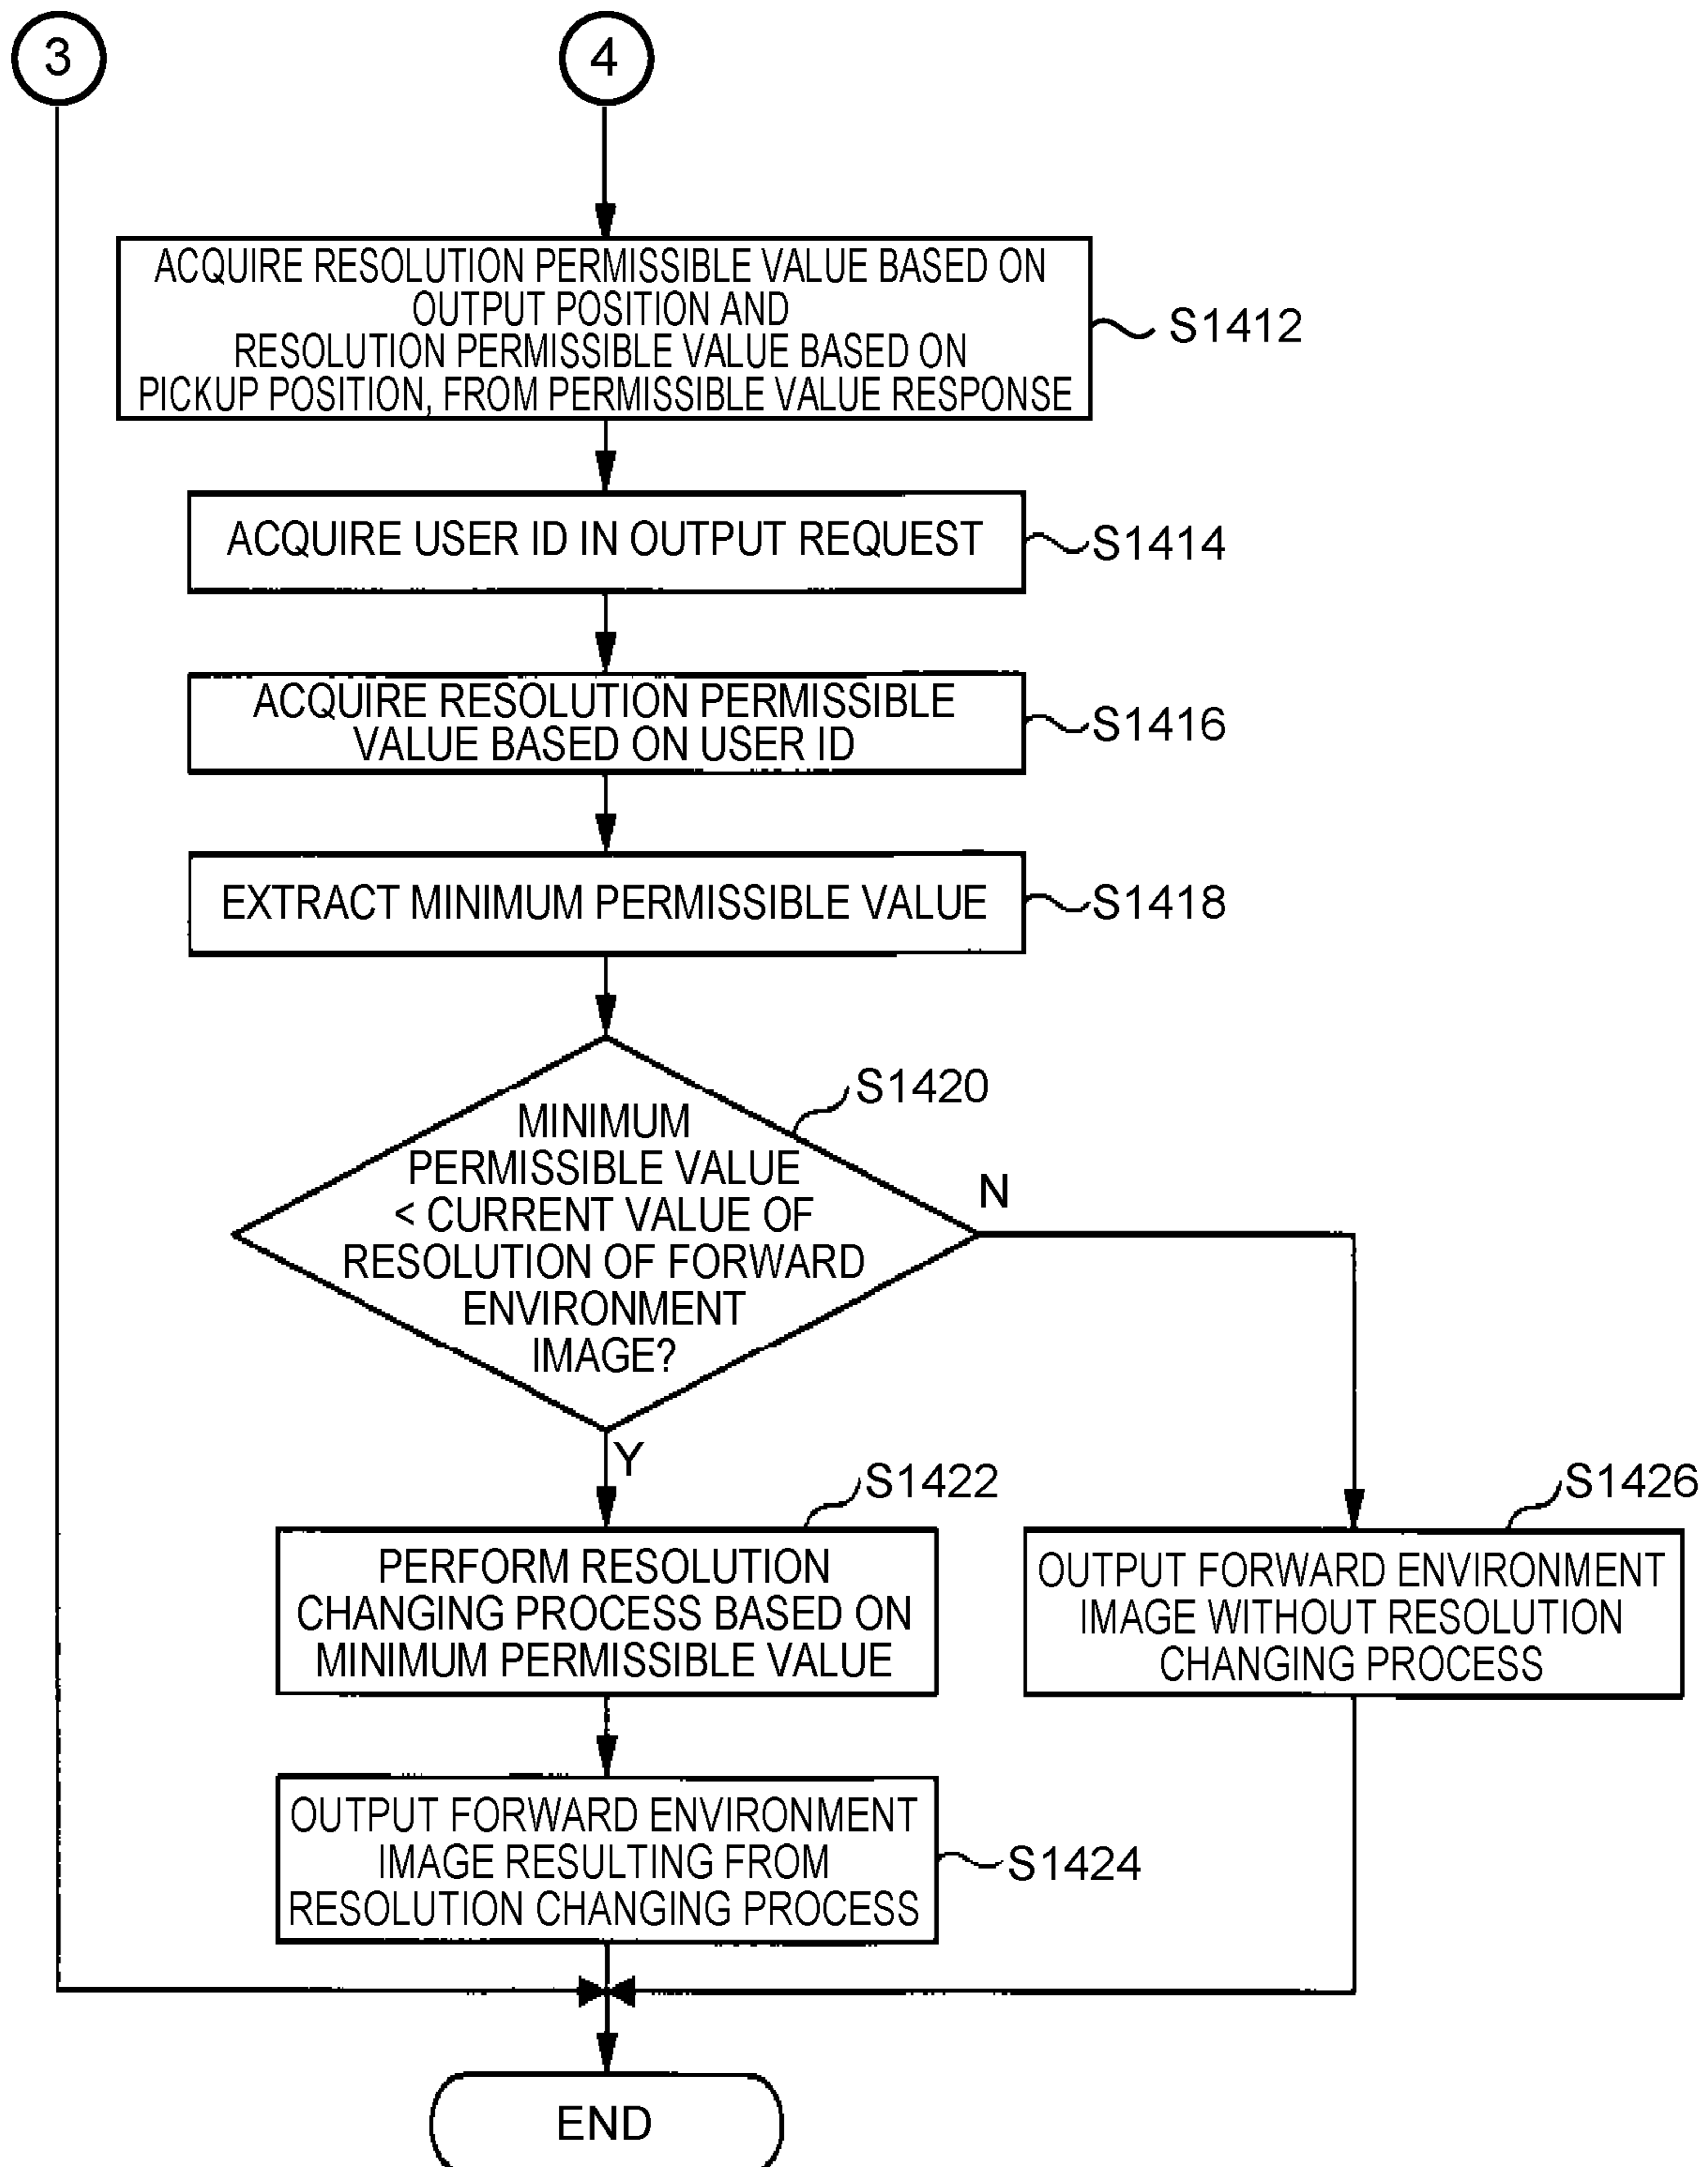 3
4
ACQUIRE RESOLUTION PERMISSIBLE VALUE BASED ON
OUTPUT POSITION AND
RESOLUTION PERMISSIBLE VALUE BASED ON
PICKUP POSITION, FROM PERMISSIBLE VALUE RESPONSE
S1412
ACQUIRE USER ID IN OUTPUT REQUEST
S1414
ACQUIRE RESOLUTION PERMISSIBLE
VALUE BASED ON USER ID
S1416
EXTRACT MINIMUM PERMISSIBLE VALUE
S1418
S1420
MINIMUM
PERMISSIBLE VALUE
< CURRENT VALUE OF
RESOLUTION OF FORWARD
ENVIRONMENT
IMAGE?
N
Y
S1422
PERFORM RESOLUTION
CHANGING PROCESS BASED ON
MINIMUM PERMISSIBLE VALUE
S1426
OUTPUT FORWARD ENVIRONMENT
IMAGE WITHOUT RESOLUTION
CHANGING PROCESS
OUTPUT FORWARD ENVIRONMENT
IMAGE RESULTING FROM
RESOLUTION CHANGING PROCESS
S1424
END